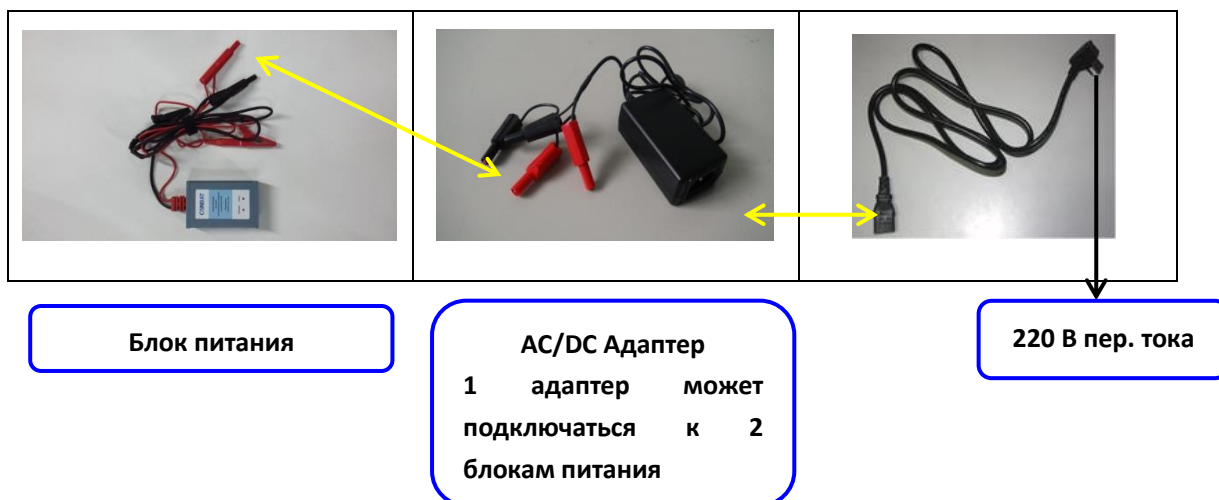 Блок питания
AC/DC Адаптер
1 адаптер может
подключаться к 2
блокам питания
220 В пер. тока